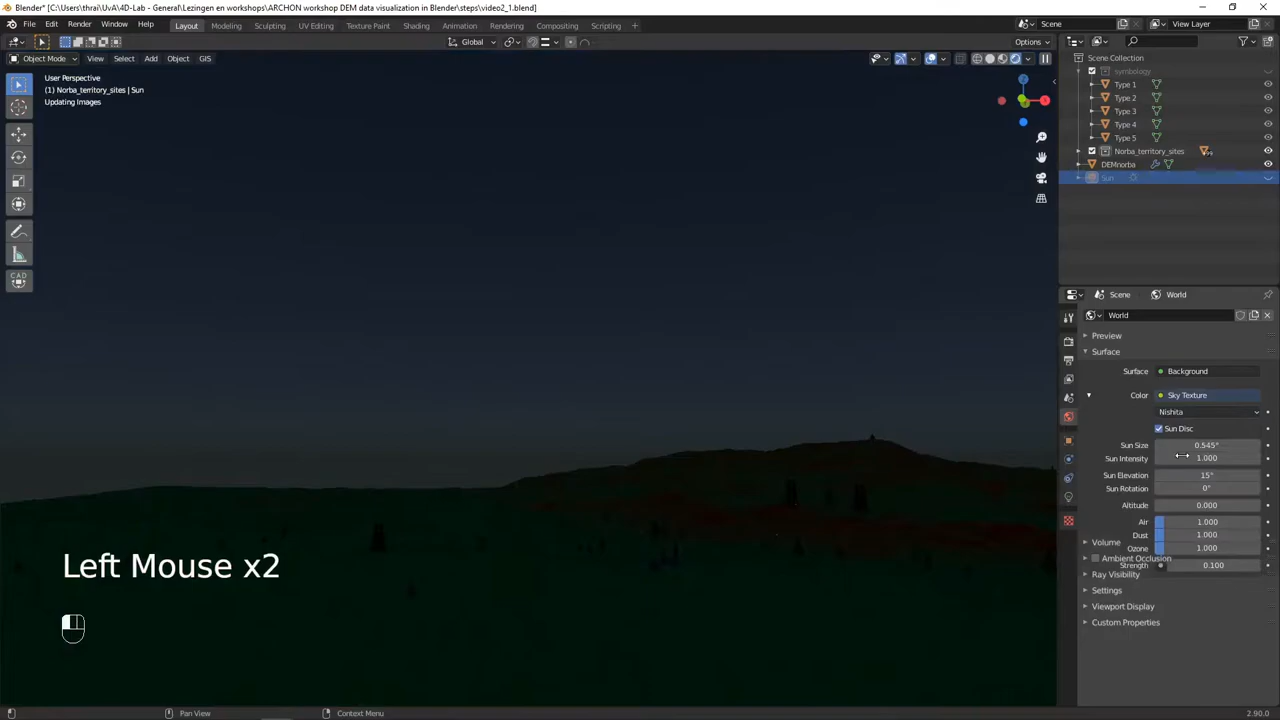 Blender* [C:\Users\thrai\UvA\4D-Lab - General\Lezingen en workshops\ARCHON workshop DEM data visualization in Blender\steps\video2_1.blend]
File Edit Render Window Help
Layout Modeling Sculpting UV Editing Texture Paint Shading Animation Rendering Compositing Scripting +
Scene
View Layer
Global
Options
Object Mode View Select Add Object GIS
User Perspective
(1) Norba_territory_sites | Sun
Updating Images
CAD
X
Scene Collection
symbology
Type 1
Type 2
Type 3
Type 4
Type 5
Norba_territory_sites
DEMnorba
Sun
Scene World
World
Preview
Surface
Surface Background
Color Sky Texture
Nishita
Sun Disc
Sun Size 0.545°
Sun Intensity 1.000
Sun Elevation 15°
Sun Rotation 0°
Altitude 0.000
Air 1.000
Dust 1.000
Volume
Ozone 1.000
Ambient Occlusion
Strength 0.100
Ray Visibility
Settings
Viewport Display
Custom Properties
Left Mouse x2
Pan View
Context Menu
2.90.0